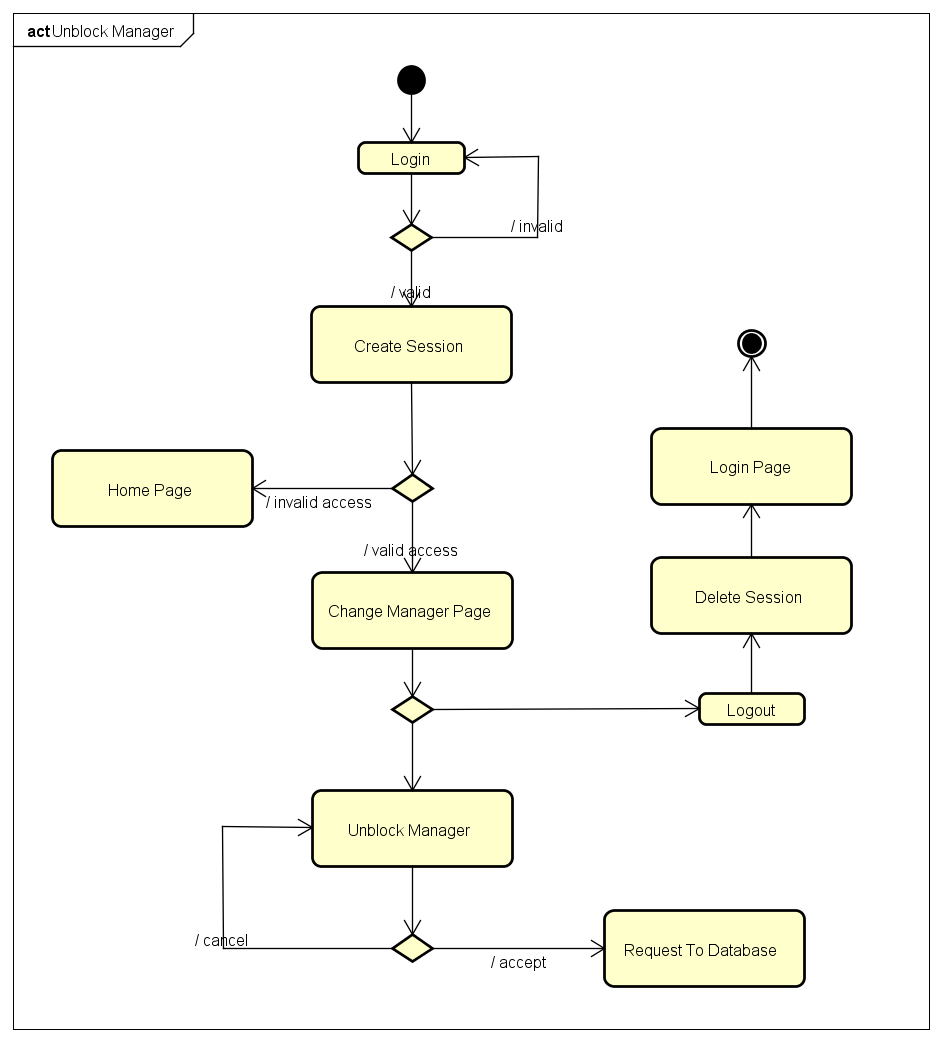 act Unblock Manager
Login
/ invalid
/ valid
Create Session
Home Page
/ invalid access
Login Page
/ valid access
Change Manager Page
Delete Session
Logout
Unblock Manager
/ cancel
/ accept
Request To Database